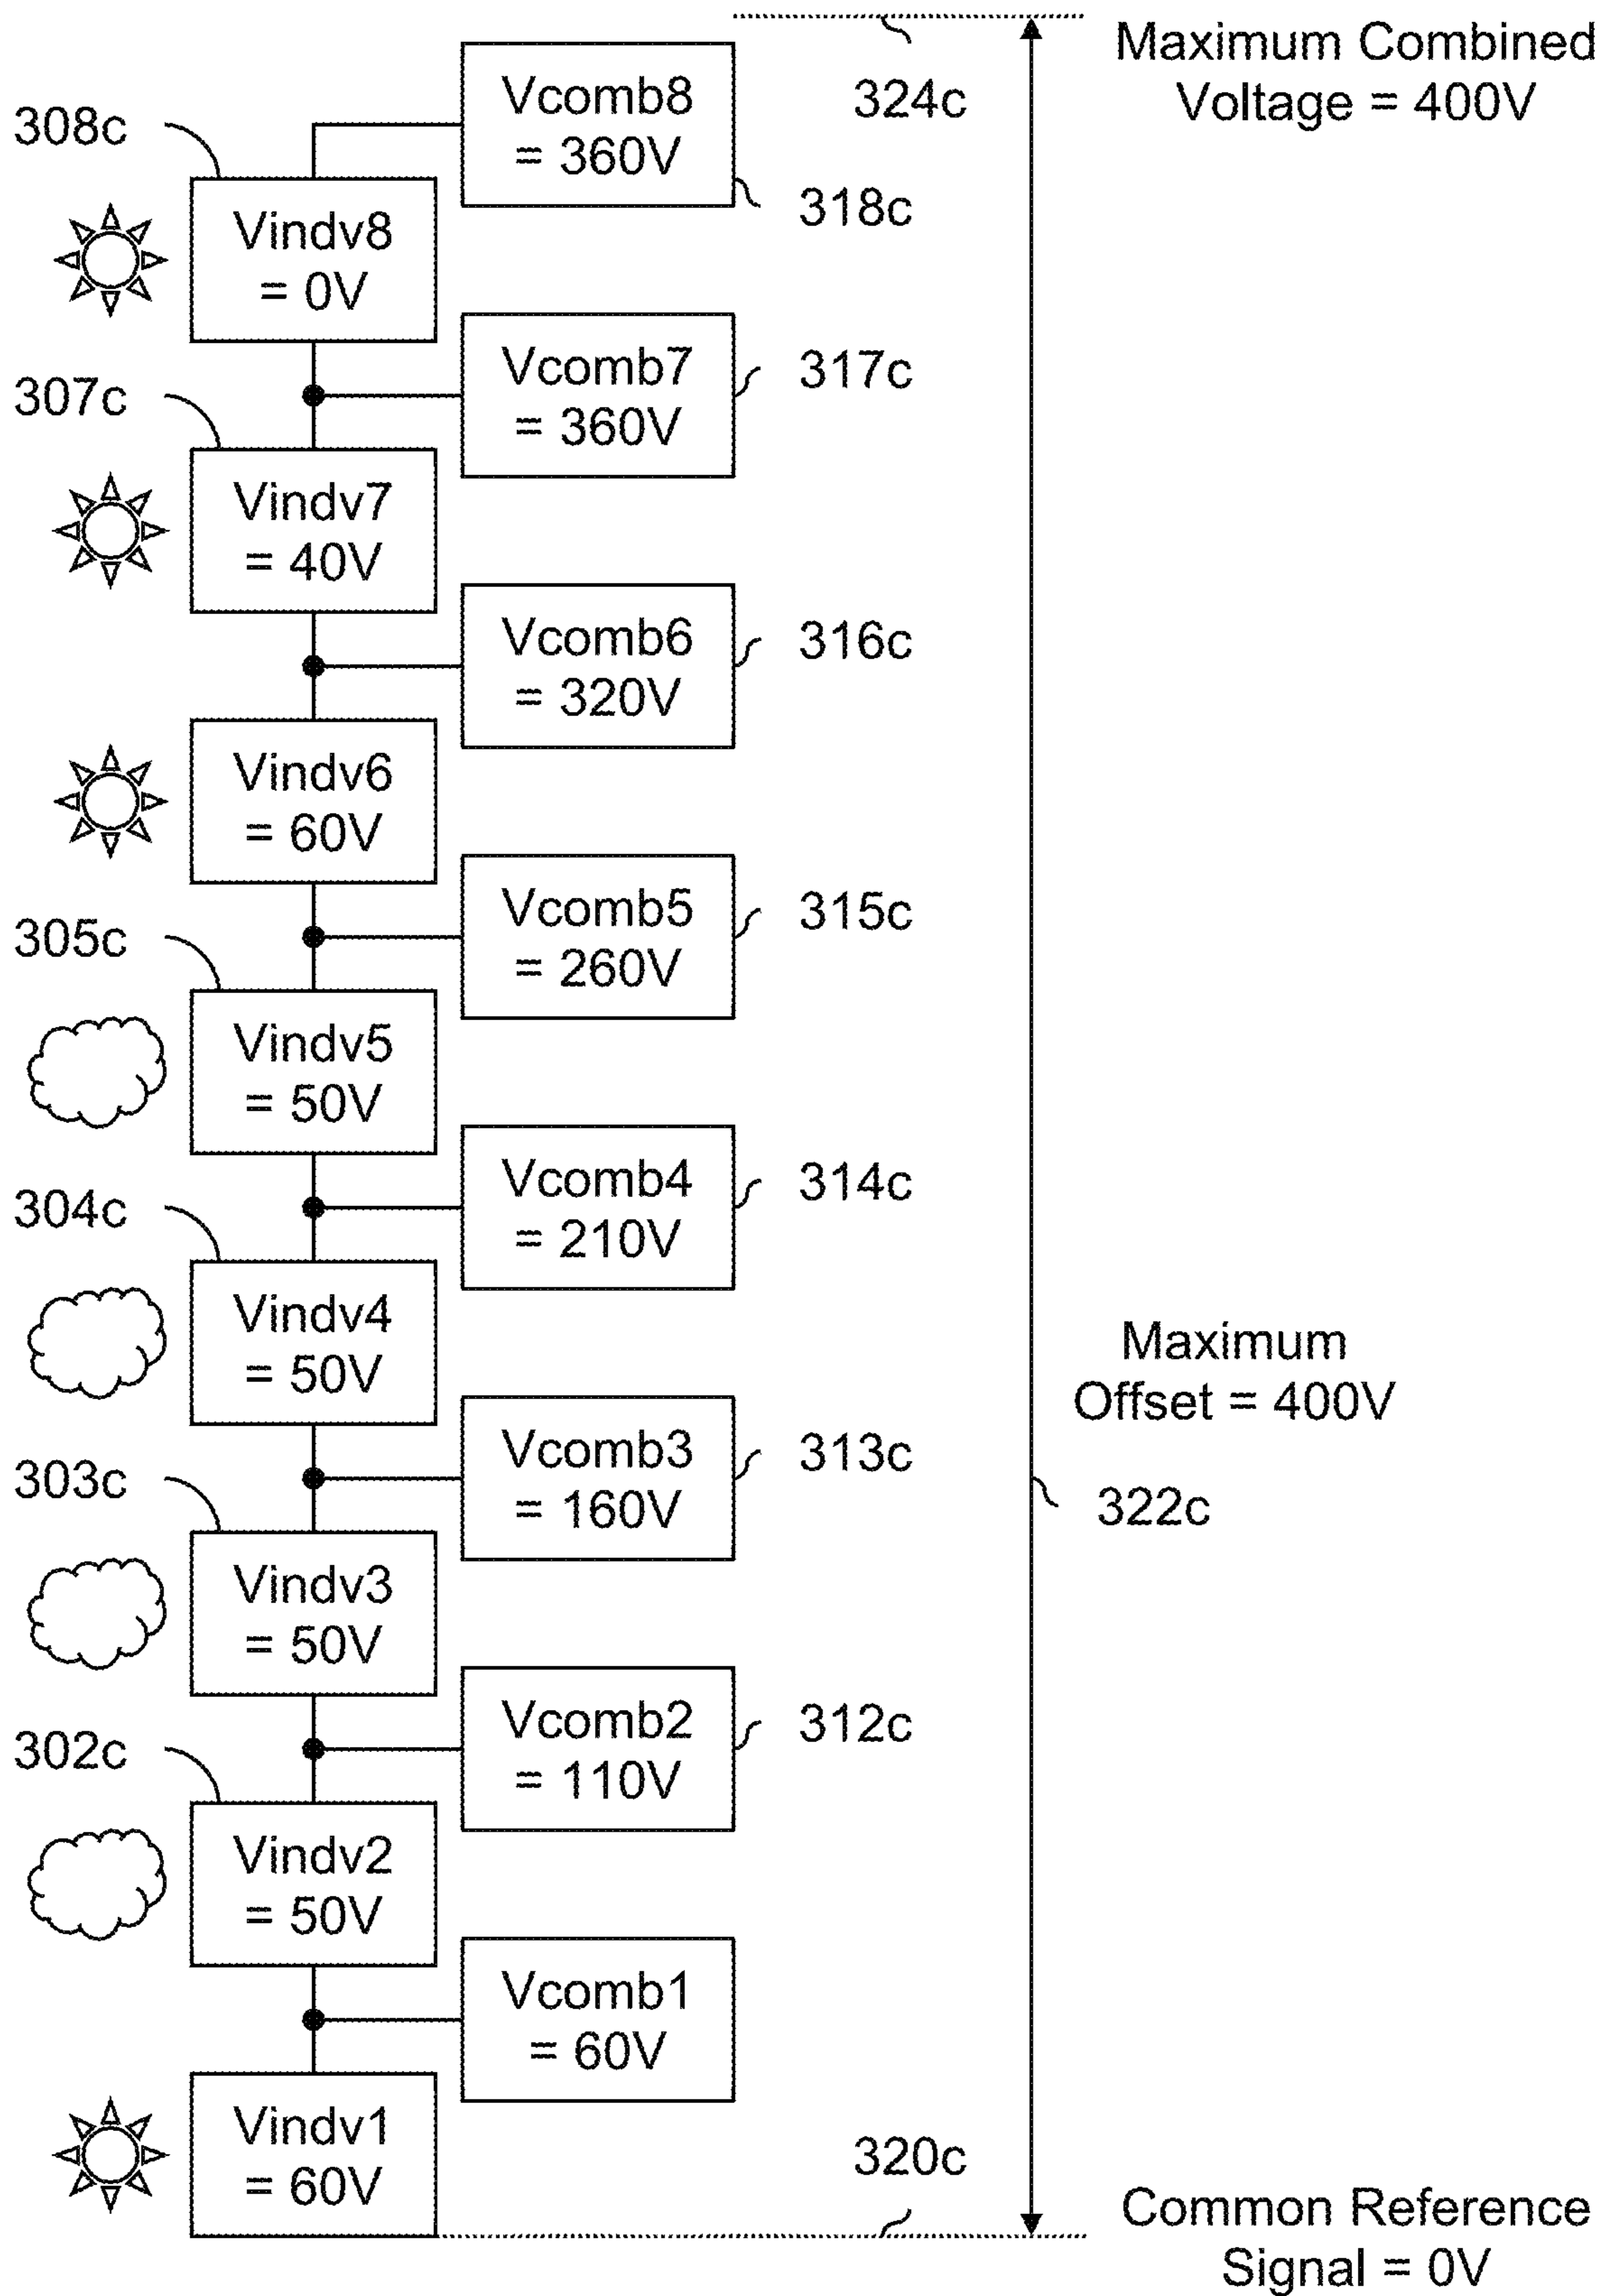 Maximum Combined
Voltage = 400V
324c
Vcomb8
= 360V
318c
308c
Vindv8
= 0V
Vcomb7
= 360V
317c
307c
Vindv7
= 40V
Vcomb6
= 320V
316c
Vindv6
= 60V
Vcomb5
= 260V
315c
305c
Vindv5
= 50V
Vcomb4
= 210V
314c
304c
Vindv4
= 50V
Maximum
Offset = 400V
Vcomb3
= 160V
313c
322c
303c
Vindv3
= 50V
Vcomb2
= 110V
312c
302c
Vindv2
= 50V
Vcomb1
= 60V
Vindv1
= 60V
320c
Common Reference
Signal = 0V